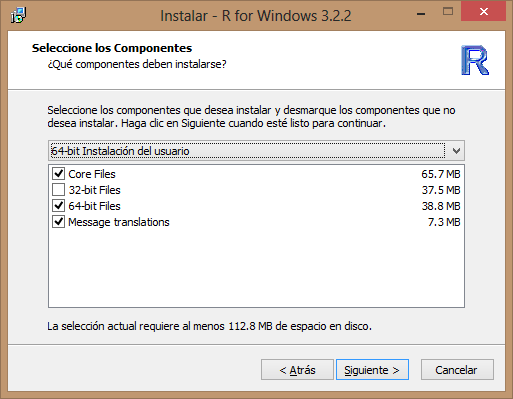 Instalar - R for Windows 3.2.2
Seleccione los Componentes
¿Qué componentes deben instalarse?
R
Seleccione los componentes que desea instalar y desmarque los componentes que no
desea instalar. Haga clic en Siguiente cuando esté listo para continuar.
64-bit Instalación del usuario
Core Files 65.7 MB
32-bit Files 37.5 MB
64-bit Files 38.8 MB
Message translations 7.3 MB
La selección actual requiere al menos 112.8 MB de espacio en disco.
< Atrás Siguiente > Cancelar